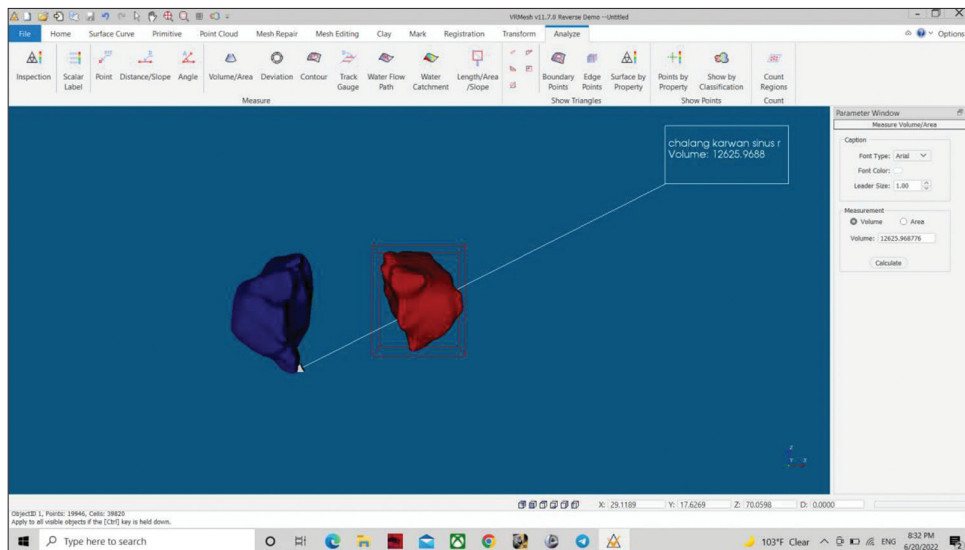 VRMesh v11.7.0 Reverse Demo --Untitled
File Home Surface Curve Primitive Point Cloud Mesh Repair Mesh Editing Clay Mark Registration Transform Analyze Options
Inspection Scalar Label Point Distance/Slope Angle Volume/Area Deviation Contour Track Gauge Water Flow Path Water Catchment Length/Area /Slope Boundary Points Edge Points Surface by Property Points by Property Show by Classification Count Regions
Measure Show Triangles Show Points Count
Parameter Window
Measure Volume/Area
Caption
Font Type: Arial
Font Color:
Leader Size: 1.00
Measurement
Volume Area
Volume: 12625.968776
Calculate
chalang karwan sinus r
Volume: 12625.9688
Z
Y X
X: 29.1189 Y: 17.6269 Z: 70.0598 D: 0.0000
ObjectID 1, Points: 19946, Cells: 39820
Apply to all visible objects if the [Ctrl] key is held down.
Type here to search
103°F Clear ENG 8:32 PM
6/20/2022